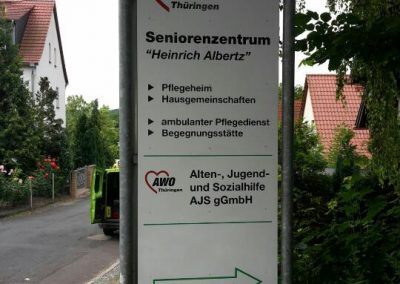 Thüringen
Seniorenzentrum
"Heinrich Albertz"
Pflegeheim
Hausgemeinschaften
ambulanter Pflegedienst
Begegnungsstätte
AWO
Thüringen
Alten-, Jugend-
und Sozialhilfe
AJS gGmbH